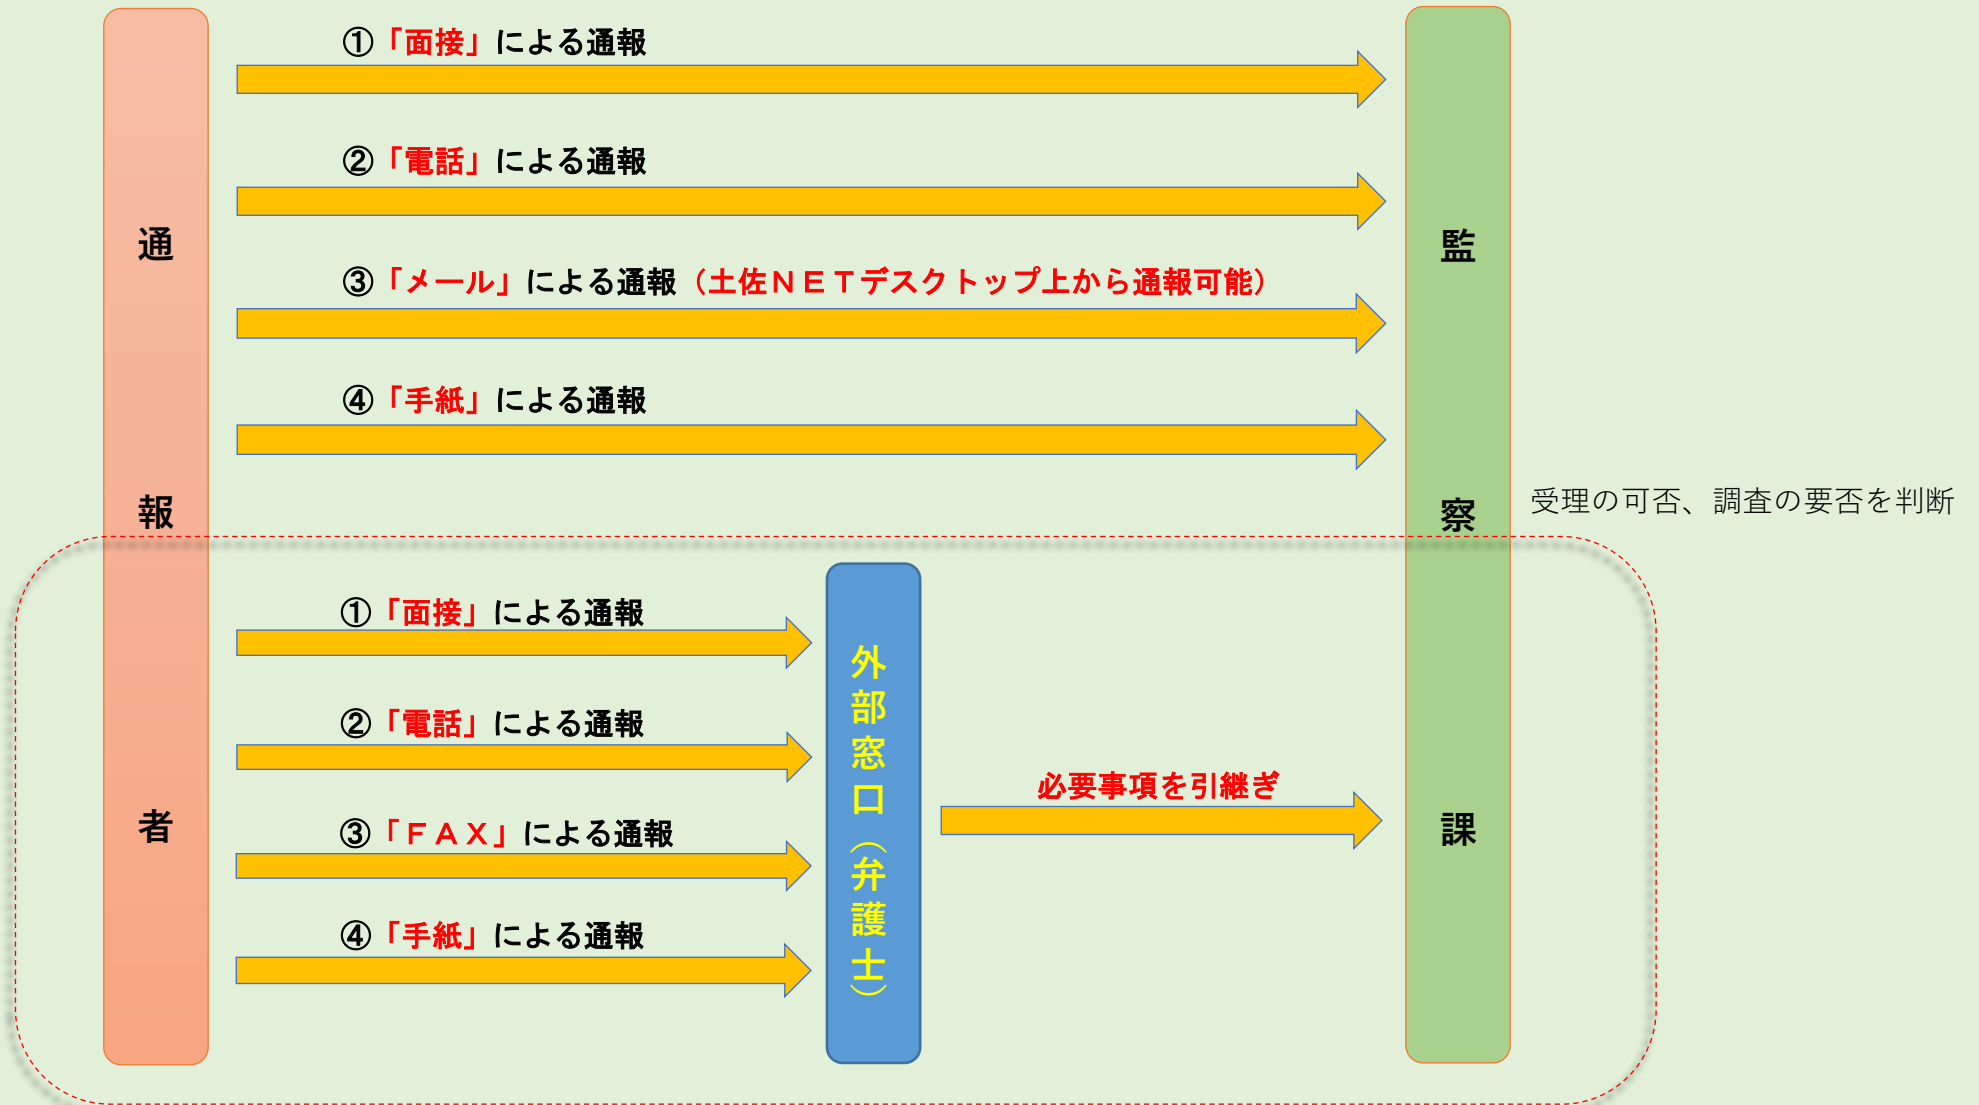 通報者
①「面接」による通報
②「電話」による通報
③「メール」による通報（土佐ＮＥＴデスクトップ上から通報可能）
④「手紙」による通報
監察課
受理の可否、調査の要否を判断
①「面接」による通報
②「電話」による通報
③「ＦＡＸ」による通報
④「手紙」による通報
外部窓口（弁護士）
必要事項を引継ぎ